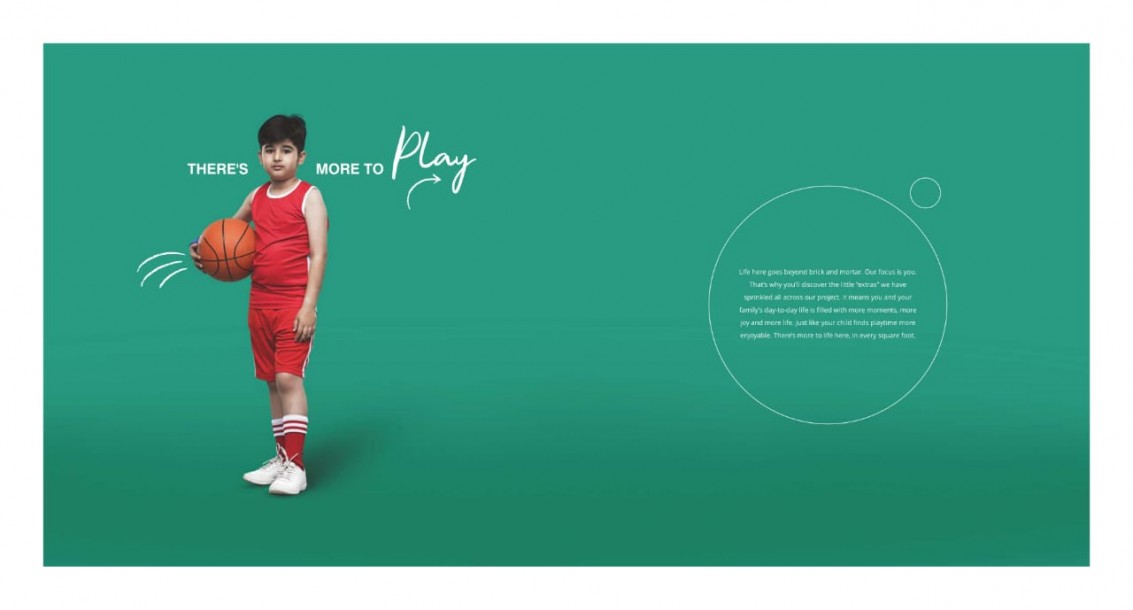 THERE'S MORE TO Play
Life here goes beyond brick and mortar. Our focus is you.
That's why you'll discover the little "extras" we have
sprinkled all across our project. It means you and your
family's day-to-day life is filled with more moments, more
joy and more life. Just like your child finds playtime more
enjoyable. There's more to life here, in every square foot.